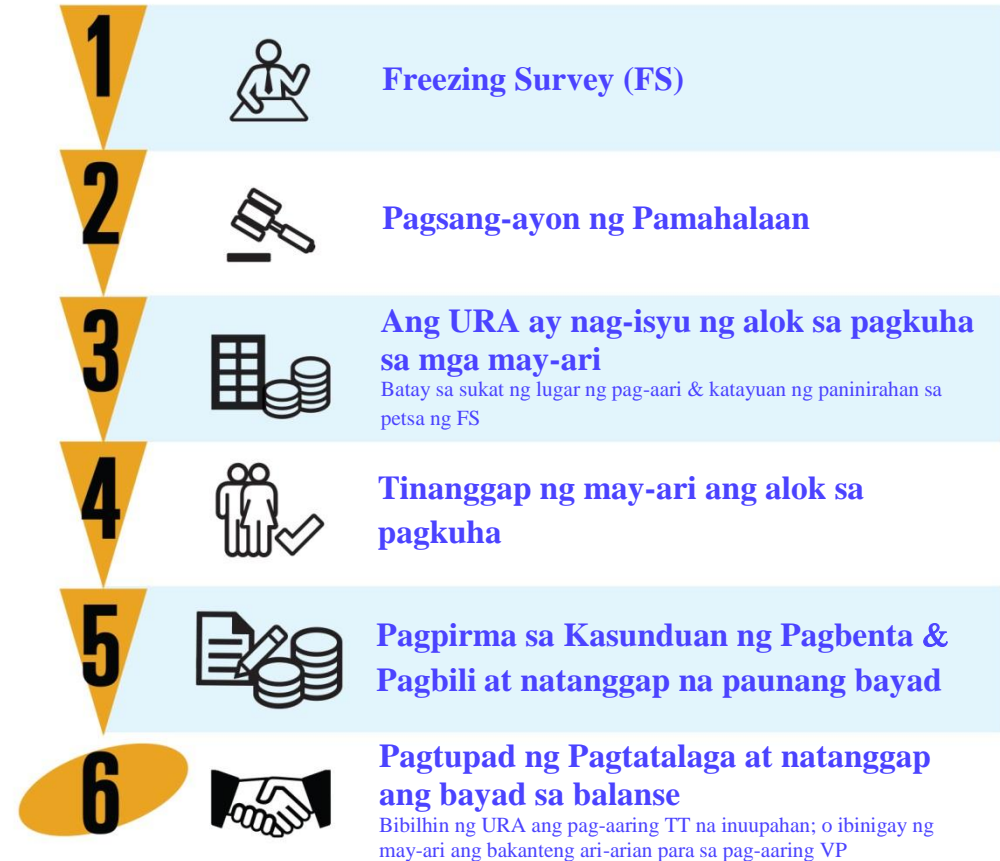 1
Freezing Survey (FS)
2
Pagsang-ayon ng Pamahalaan
3
Ang URA ay nag-isyu ng alok sa pagkuha
sa mga may-ari
Batay sa sukat ng lugar ng pag-aari & katayuan ng paninirahan sa
petsa ng FS
4
Tinanggap ng may-ari ang alok sa
pagkuha
5
Pagpirma sa Kasunduan ng Pagbenta &
Pagbili at natanggap na paunang bayad
6
Pagtupad ng Pagtatalaga at natanggap
ang bayad sa balanse
Bibilhin ng URA ang pag-aaring TT na inuupahan; o ibinigay ng
may-ari ang bakanteng ari-arian para sa pag-aaring VP